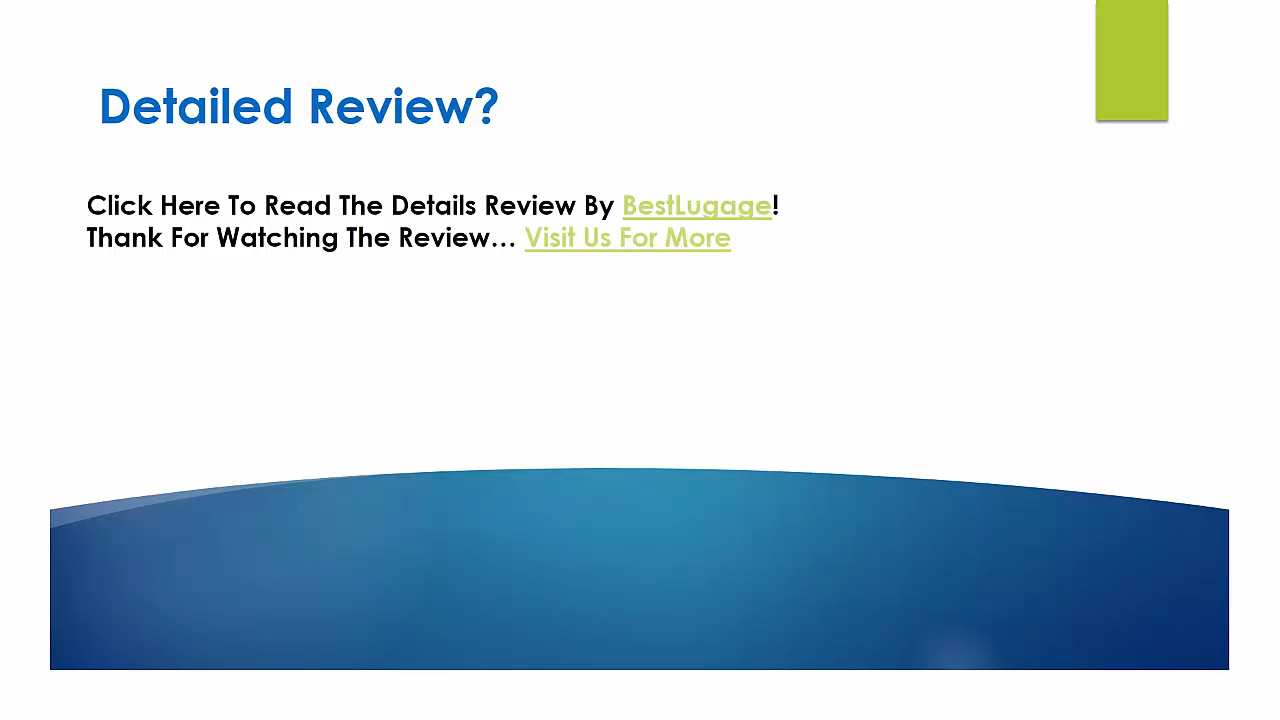 Detailed Review?
Click Here To Read The Details Review By BestLugage!
Thank For Watching The Review… Visit Us For More